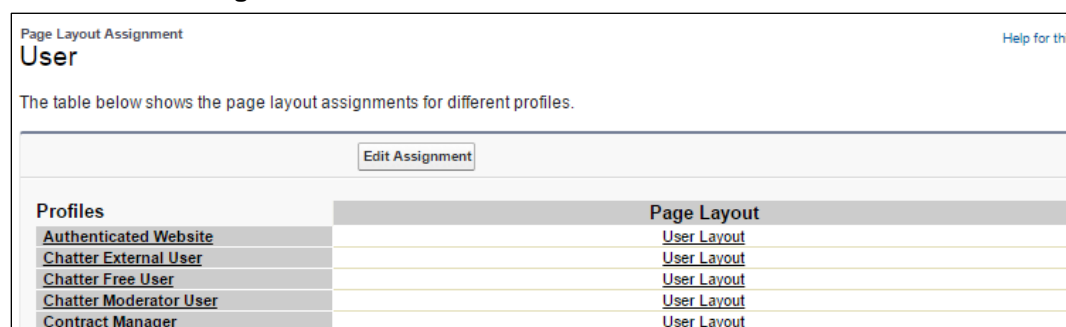 Page Layout Assignment
User
Help for
The table below shows the page layout assignments for different profiles.
Edit Assignment
Profiles Page Layout
Authenticated Website User Layout
Chatter External User User Layout
Chatter Free User User Layout
Chatter Moderator User User Layout
Contract Manager User Layout